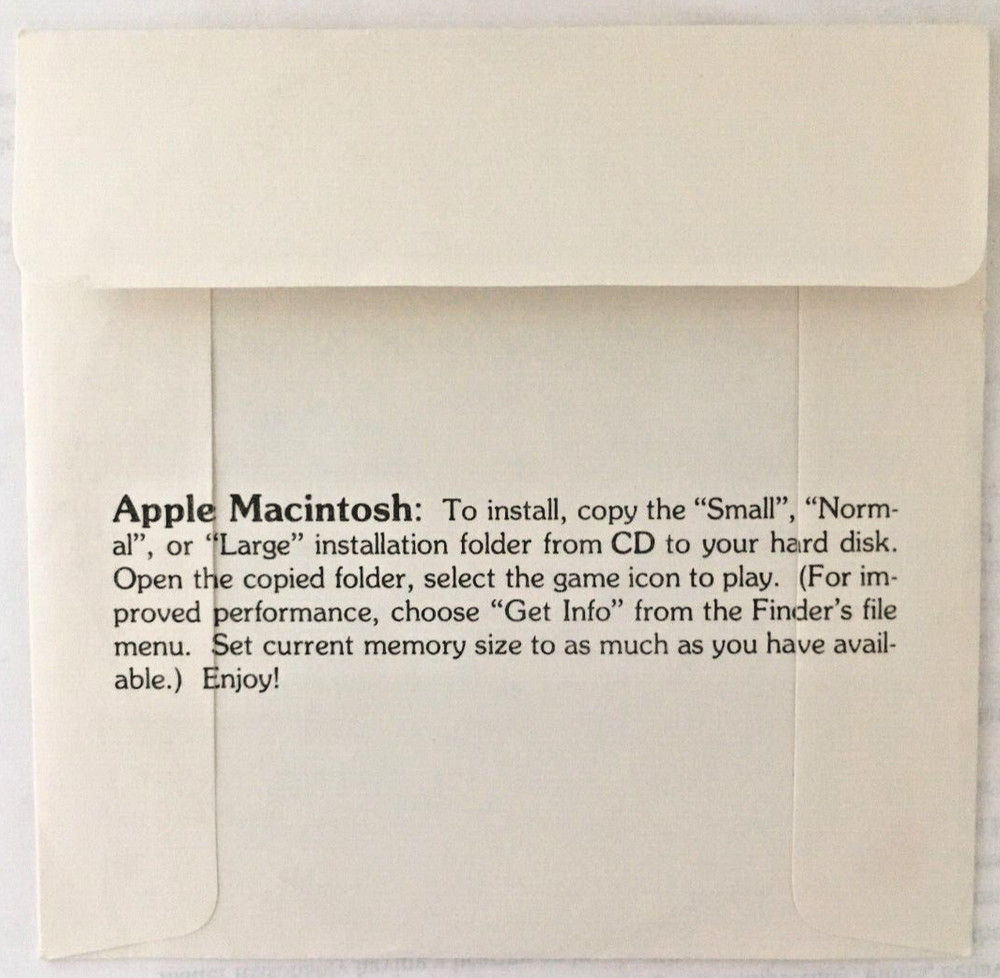 Apple Macintosh: To install, copy the “Small”, “Norm-
al”, or “Large” installation folder from CD to your hard disk.
Open the copied folder, select the game icon to play. (For im-
proved performance, choose “Get Info” from the Finder’s file
menu. Set current memory size to as much as you have avail-
able.) Enjoy!